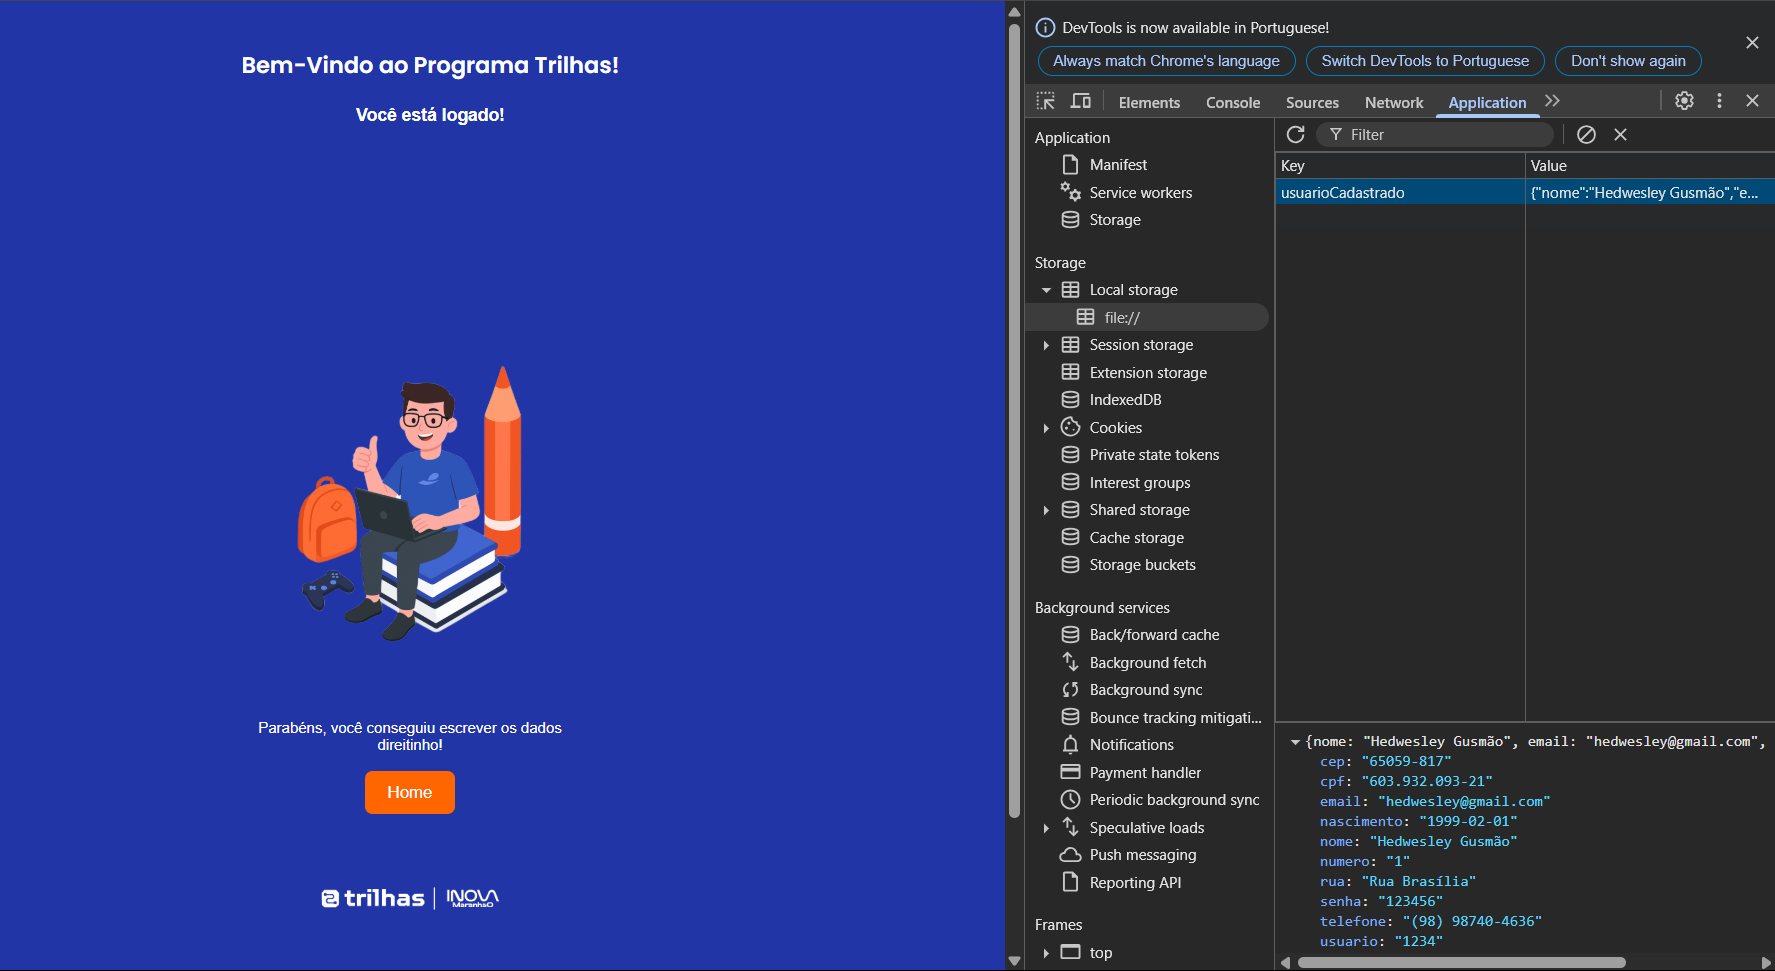 Bem-Vindo ao Programa Trilhas!
Você está logado!
Parabéns, você conseguiu escrever os dados
direitinho!
Home
trilhas | INOVA
Maranhão
DevTools is now available in Portuguese!
Always match Chrome's language
Switch DevTools to Portuguese
Don't show again
Elements
Console
Sources
Network
Application
Application
Manifest
Service workers
Storage
Storage
Local storage
file://
Session storage
Extension storage
IndexedDB
Cookies
Private state tokens
Interest groups
Shared storage
Cache storage
Storage buckets
Background services
Back/forward cache
Background fetch
Background sync
Bounce tracking mitigati...
Notifications
Payment handler
Periodic background sync
Speculative loads
Push messaging
Reporting API
Frames
top
Filter
Key
Value
usuarioCadastrado
{"nome":"Hedwesley Gusmão","e...
{nome: "Hedwesley Gusmão", email: "hedwesley@gmail.com",
cep: "65059-817"
cpf: "603.932.093-21"
email: "hedwesley@gmail.com"
nascimento: "1999-02-01"
nome: "Hedwesley Gusmão"
numero: "1"
rua: "Rua Brasília"
senha: "123456"
telefone: "(98) 98740-4636"
usuario: "1234"